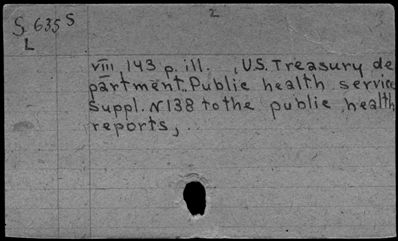 2
S 635 S
L
VIII, 143 p. ill. , U.S. Treasury de
partment. Public health service
Suppl. N 138 to the public health
reports,